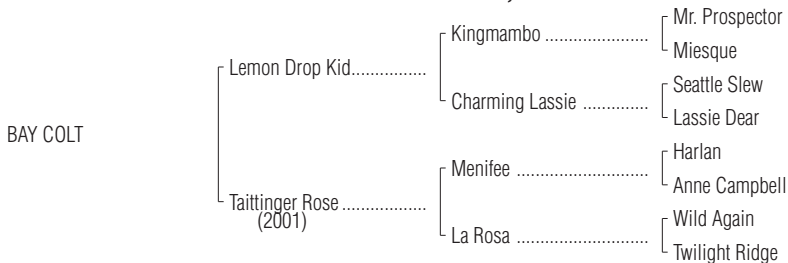 Mr. Prospector
Kingmambo ........................
Miesque
Lemon Drop Kid................
Seattle Slew
Charming Lassie ...............
Lassie Dear
BAY COLT
Harlan
Menifee ..............................
Anne Campbell
Taittinger Rose ..................
(2001)
Wild Again
La Rosa ..............................
Twilight Ridge